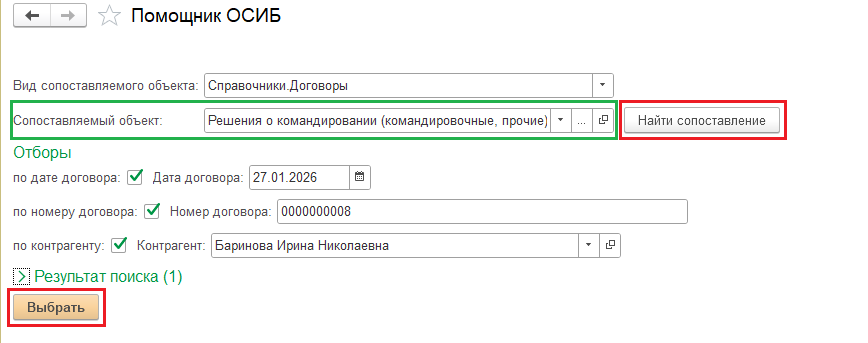 Помощник ОСИБ
Вид сопоставляемого объекта: Справочники.Договоры
Сопоставляемый объект: Решения о командировании (командировочные, прочие) ... Найти сопоставление
Отборы
по дате договора: Дата договора: 27.01.2026
по номеру договора: Номер договора: 0000000008
по контрагенту: Контрагент: Баринова Ирина Николаевна
Результат поиска (1)
Выбрать